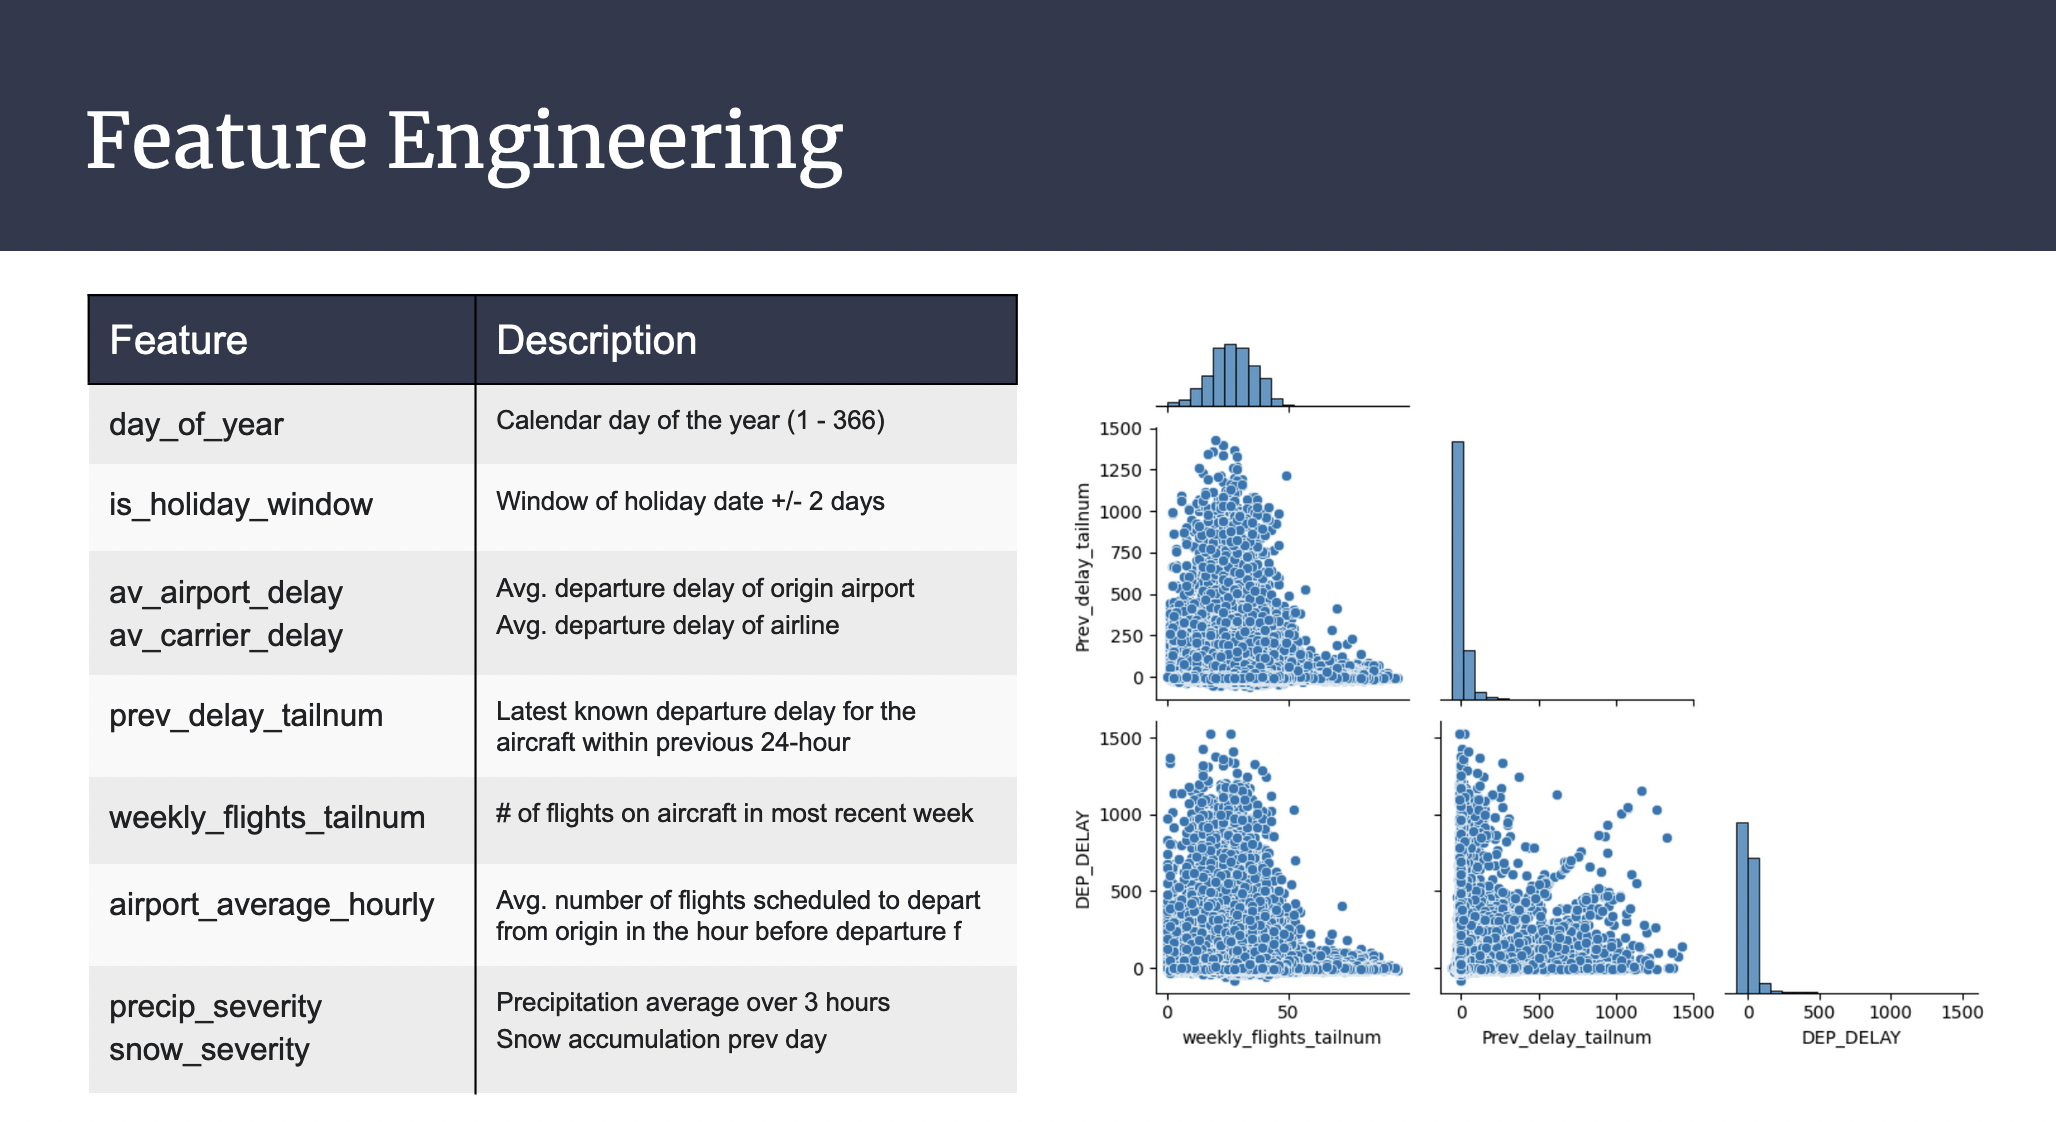 Feature Engineering
Feature
Description
day_of_year
Calendar day of the year (1 - 366)
is_holiday_window
Window of holiday date +/- 2 days
av_airport_delay
av_carrier_delay
Avg. departure delay of origin airport
Avg. departure delay of airline
prev_delay_tailnum
Latest known departure delay for the
aircraft within previous 24-hour
weekly_flights_tailnum
# of flights on aircraft in most recent week
airport_average_hourly
Avg. number of flights scheduled to depart
from origin in the hour before departure f
precip_severity
snow_severity
Precipitation average over 3 hours
Snow accumulation prev day
Prev_delay_tailnum
1500
1250
1000
750
500
250
0
DEP_DELAY
1500
1000
500
0
0 50
weekly_flights_tailnum
0 500 1000 1500
Prev_delay_tailnum
0 500 1000 1500
DEP_DELAY